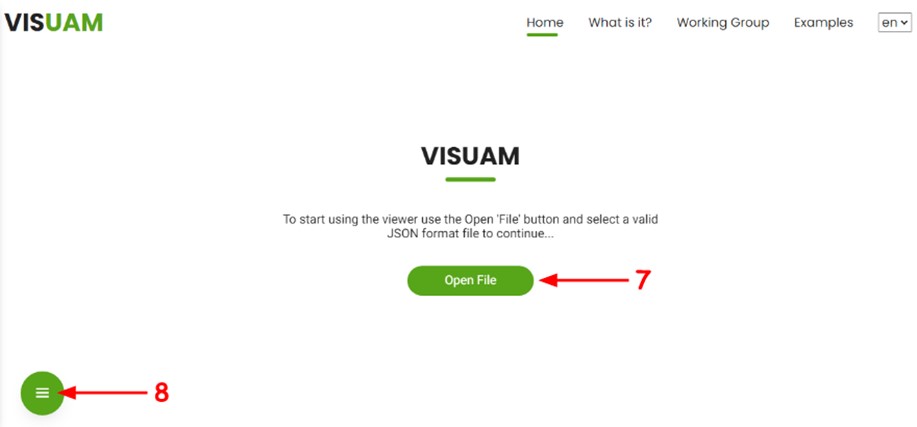 VISUAM
Home What is it? Working Group Examples en
VISUAM
To start using the viewer use the Open 'File' button and select a valid
JSON format file to continue...
Open File
7
8